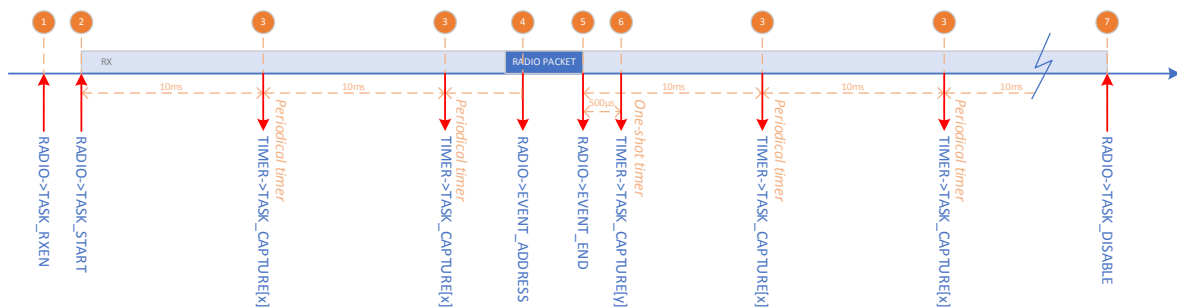 1 2 3 3 4 5 6 3 3 7
RX RADIO PACKET
10ms 10ms 500µs 10ms 10ms 10ms
RADIO->TASK_RXEN
RADIO->TASK_START
TIMER->TASK_CAPTURE[x]
Periodical timer
TIMER->TASK_CAPTURE[x]
Periodical timer
RADIO->EVENT_ADDRESS
RADIO->EVENT_END
TIMER->TASK_CAPTURE[y]
One-shot timer
TIMER->TASK_CAPTURE[x]
Periodical timer
TIMER->TASK_CAPTURE[x]
Periodical timer
RADIO->TASK_DISABLE